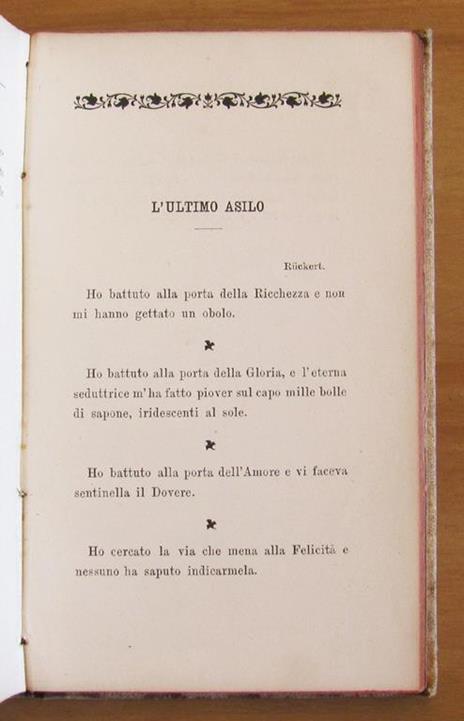 L'ULTIMO ASILO
Rückert.
Ho battuto alla porta della Ricchezza e non
mi hanno gettato un obolo.
Ho battuto alla porta della Gloria, e l'eterna
seduttrice m'ha fatto piover sul capo mille bolle
di sapone, iridescenti al sole.
Ho battuto alla porta dell'Amore e vi faceva
sentinella il Dovere.
Ho cercato la via che mena alla Felicità e
nessuno ha saputo indicarmela.